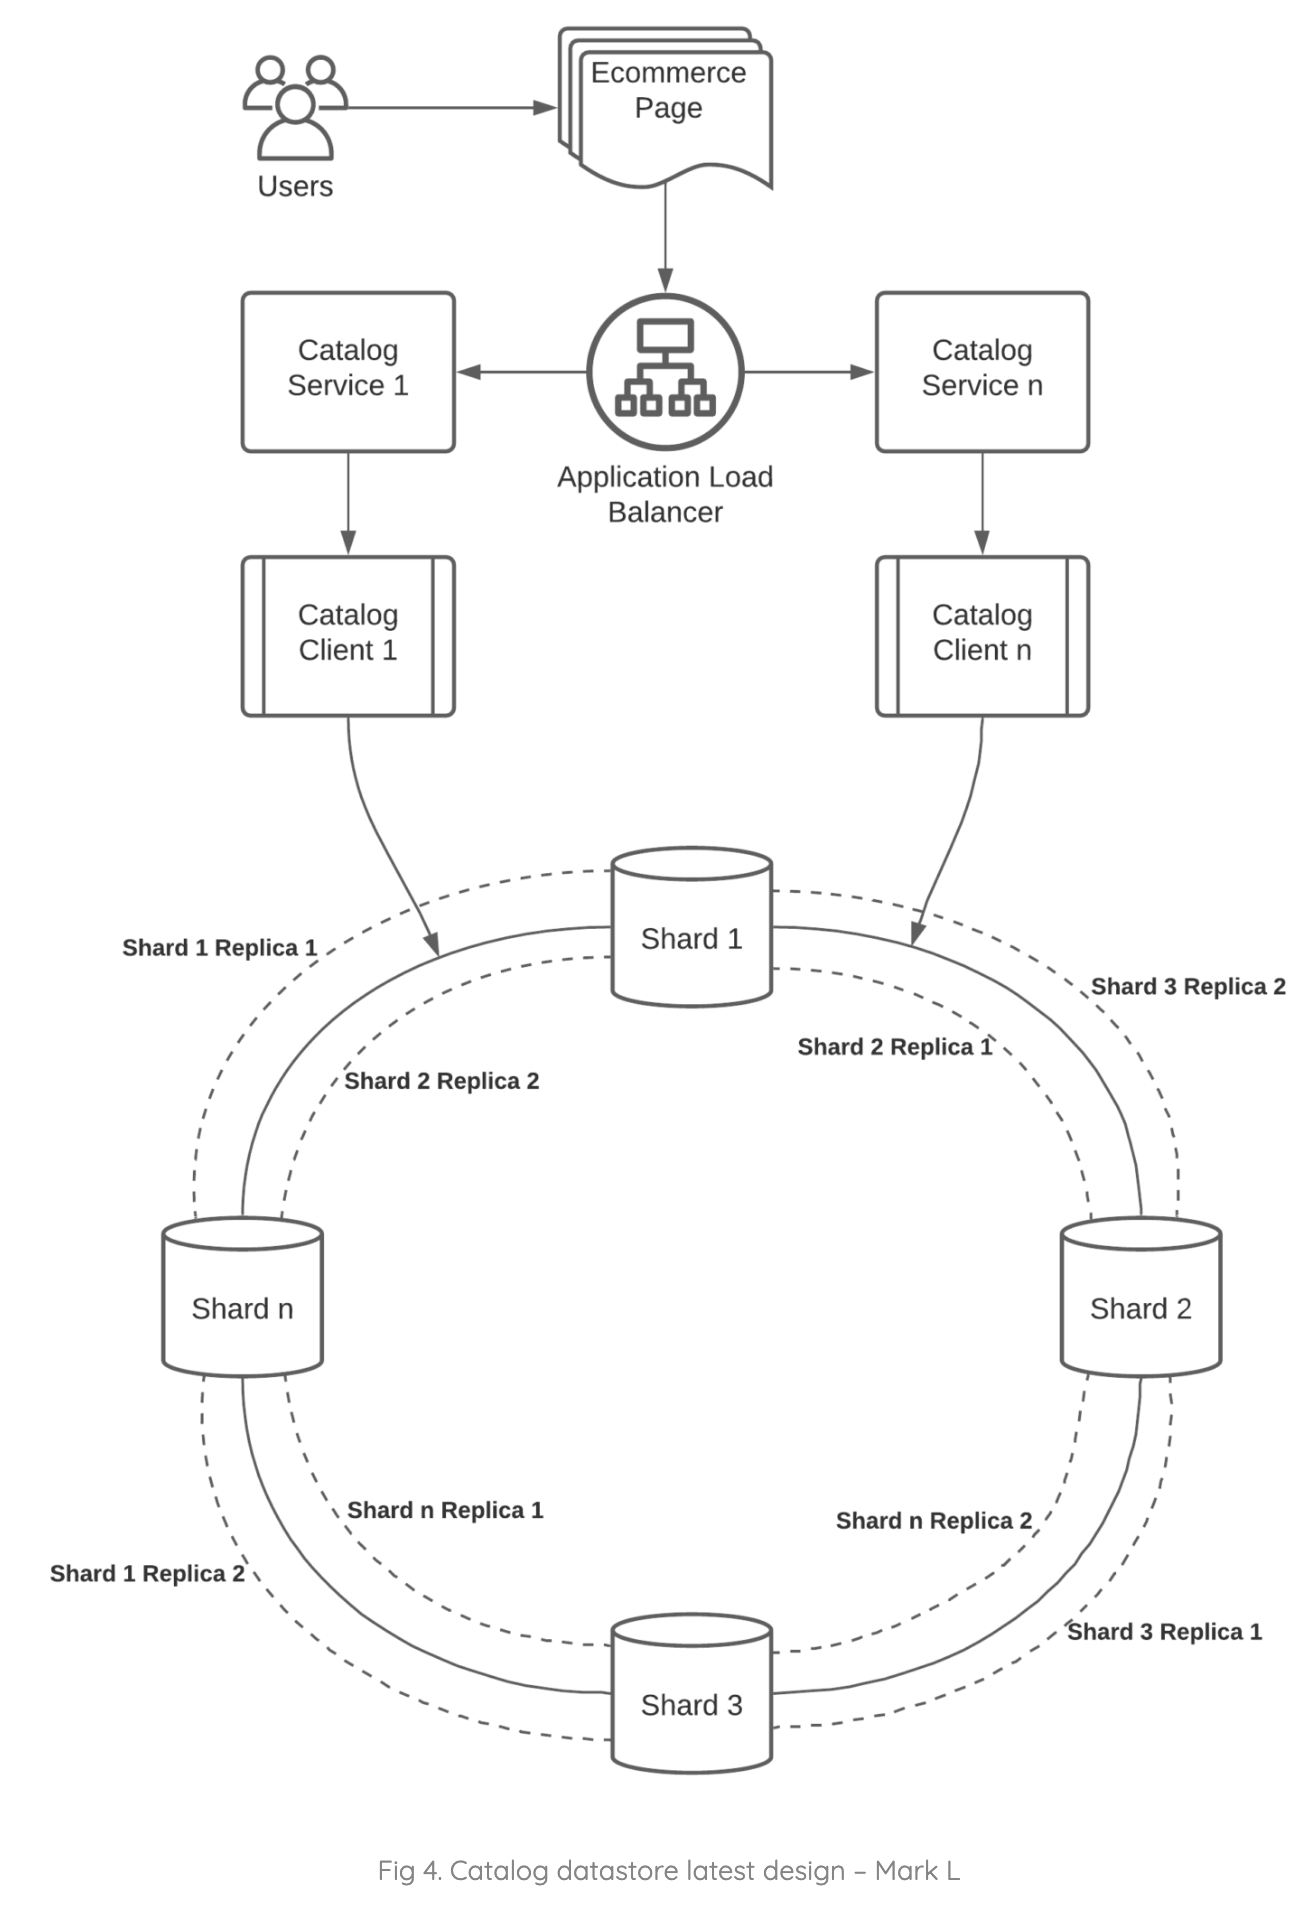 Ecommerce
Page
Users
Catalog
Service 1
Catalog
Service n
Application Load
Balancer
Catalog
Client 1
Catalog
Client n
Shard 1
Shard 1 Replica 1
Shard 3 Replica 2
Shard 2 Replica 1
Shard 2 Replica 2
Shard n
Shard 2
Shard n Replica 1
Shard n Replica 2
Shard 1 Replica 2
Shard 3 Replica 1
Shard 3
Fig 4. Catalog datastore latest design – Mark L